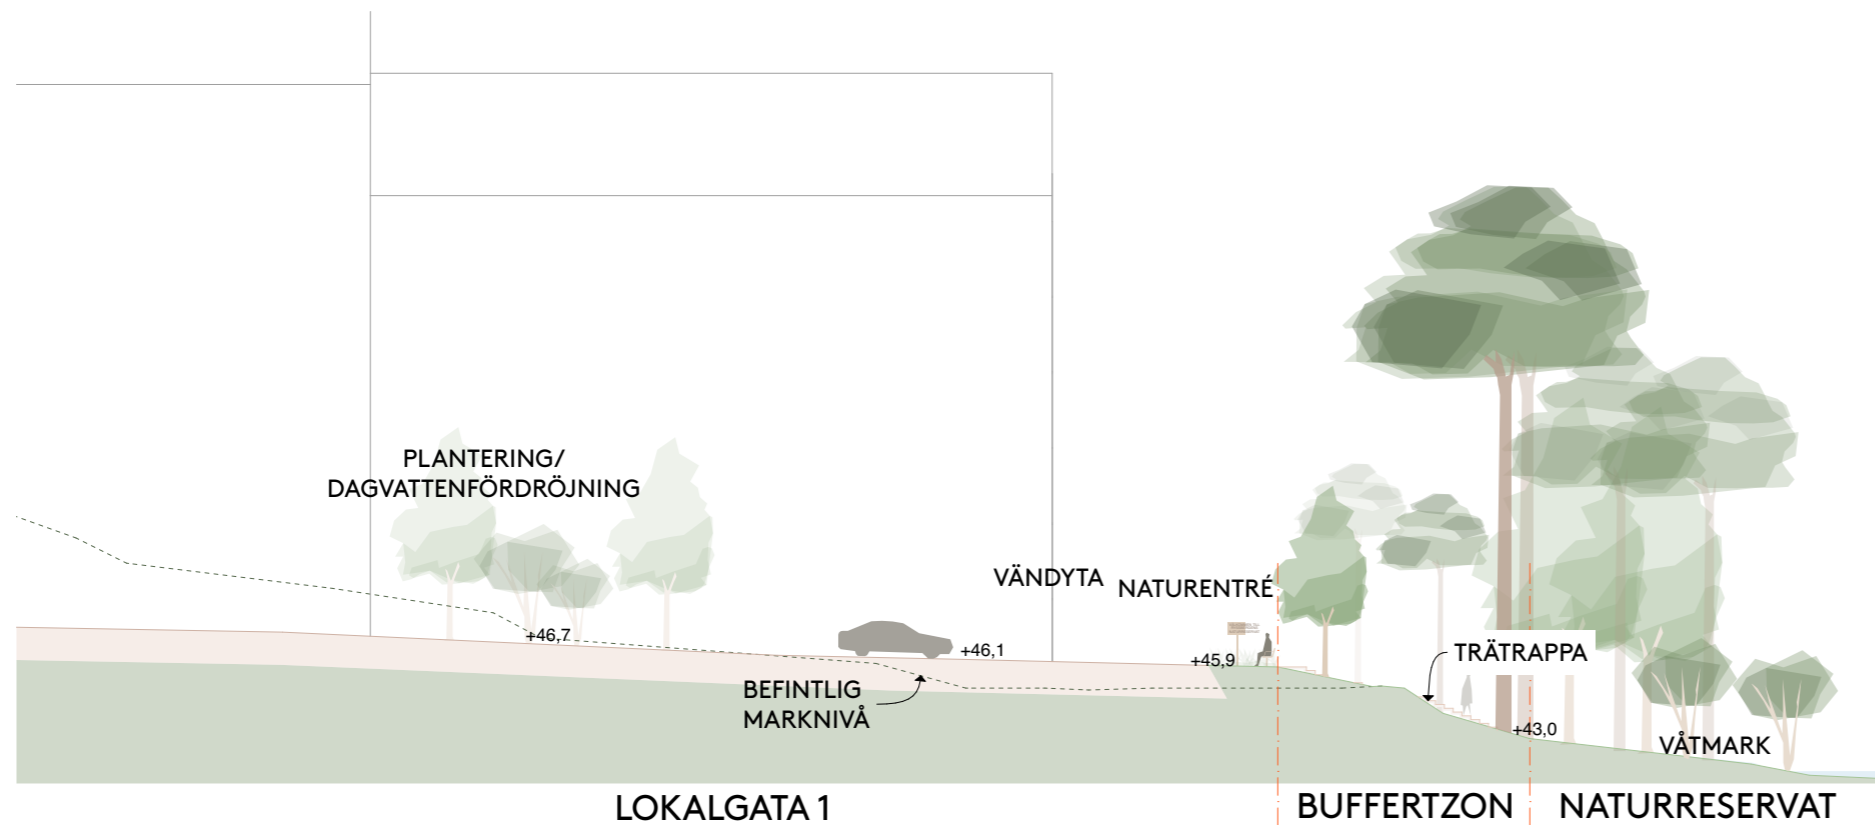 PLANTERING/
DAGVATTENFÖRDRÖJNING
VÄNDYTA
NATURENTRÉ
+46,7
+46,1
+45,9
TRÄTRAPPA
BEFINTLIG
MARKNIVÅ
+43,0
VÅTMARK
LOKALGATA 1
BUFFERTZON
NATURRESERVAT